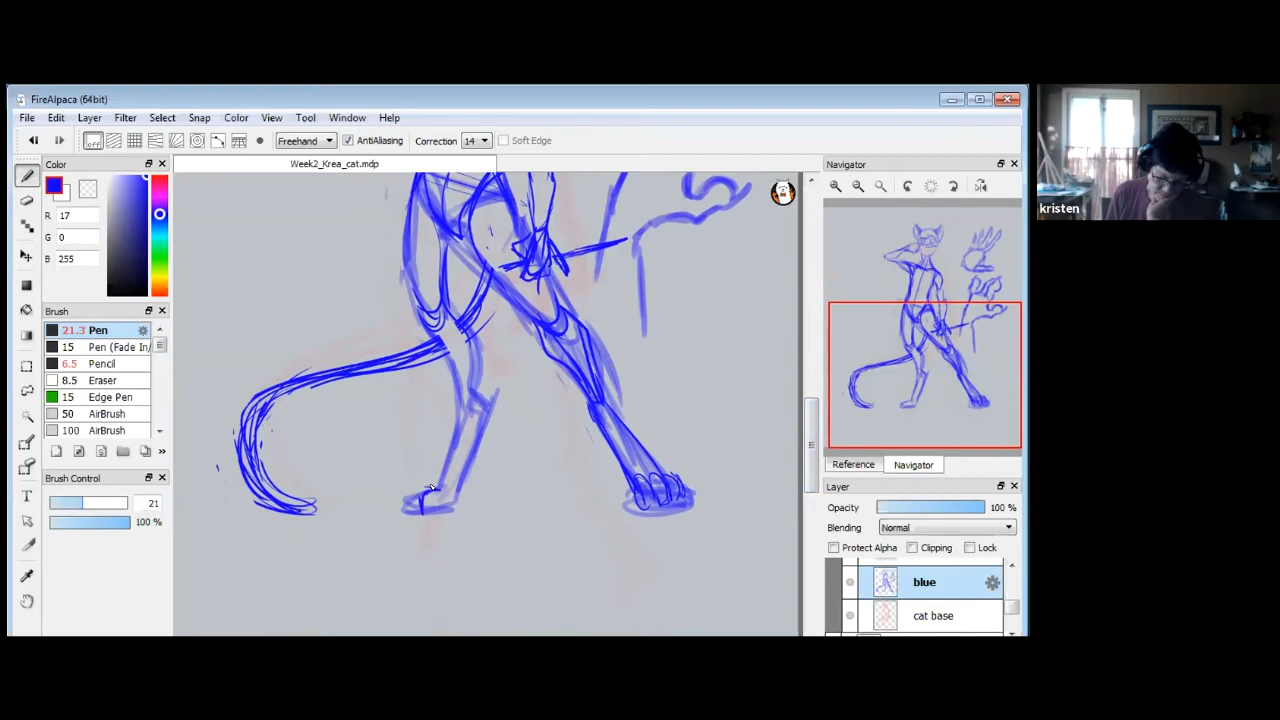 FireAlpaca (64bit)
File Edit Layer Filter Select Snap Color View Tool Window Help
off Freehand AntiAliasing Correction 14 Soft Edge
Color
Week2_Krea_cat.mdp
Navigator
R 17
G 0
B 255
Brush
21.3 Pen
15 Pen (Fade In/
6.5 Pencil
8.5 Eraser
15 Edge Pen
50 AirBrush
100 AirBrush
Brush Control
21
100 %
Reference Navigator
Layer
Opacity 100 %
Blending Normal
Protect Alpha Clipping Lock
blue
cat base
kristen